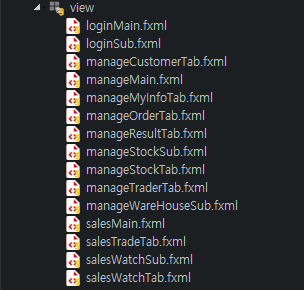 view
loginMain.fxml
loginSub.fxml
manageCustomerTab.fxml
manageMain.fxml
manageMyInfoTab.fxml
manageOrderTab.fxml
manageResultTab.fxml
manageStockSub.fxml
manageStockTab.fxml
manageTraderTab.fxml
manageWareHouseSub.fxml
salesMain.fxml
salesTradeTab.fxml
salesWatchSub.fxml
salesWatchTab.fxml